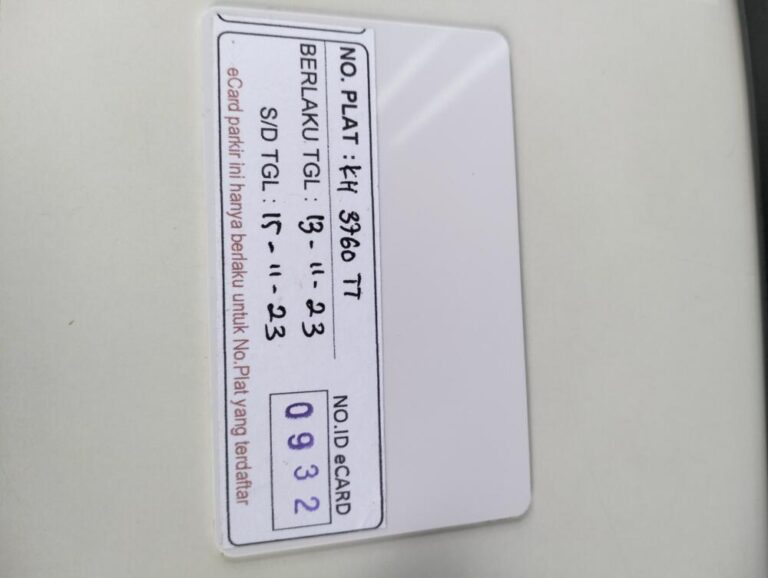 NO. PLAT : KH 3760 TT
BERLAKU TGL : 13 - 11 - 23
S/D TGL : 15 - 11 - 23
NO.ID eCARD
0932
eCard parkir ini hanya berlaku untuk No.Plat yang terdaftar